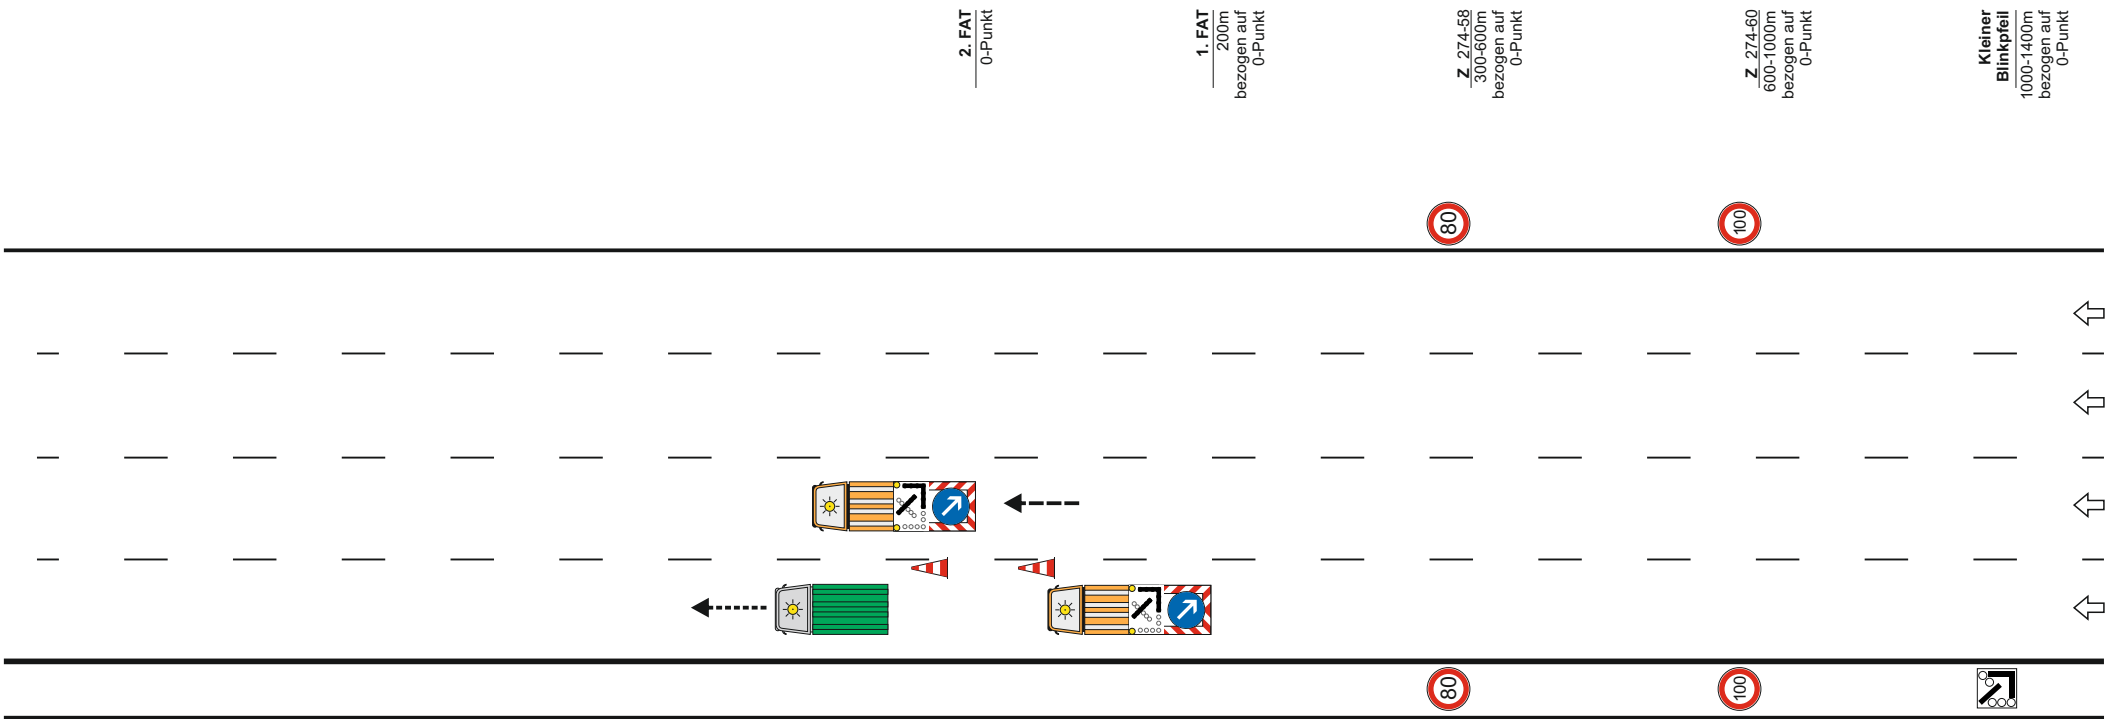 2. FAT
0-Punkt
1. FAT
200m
bezogen auf
0-Punkt
Z 274-58
300-600m
bezogen auf
0-Punkt
Z 274-60
600-1000m
bezogen auf
0-Punkt
Kleiner
Blinkpfeil
1000-1400m
bezogen auf
0-Punkt
80
100
80
100